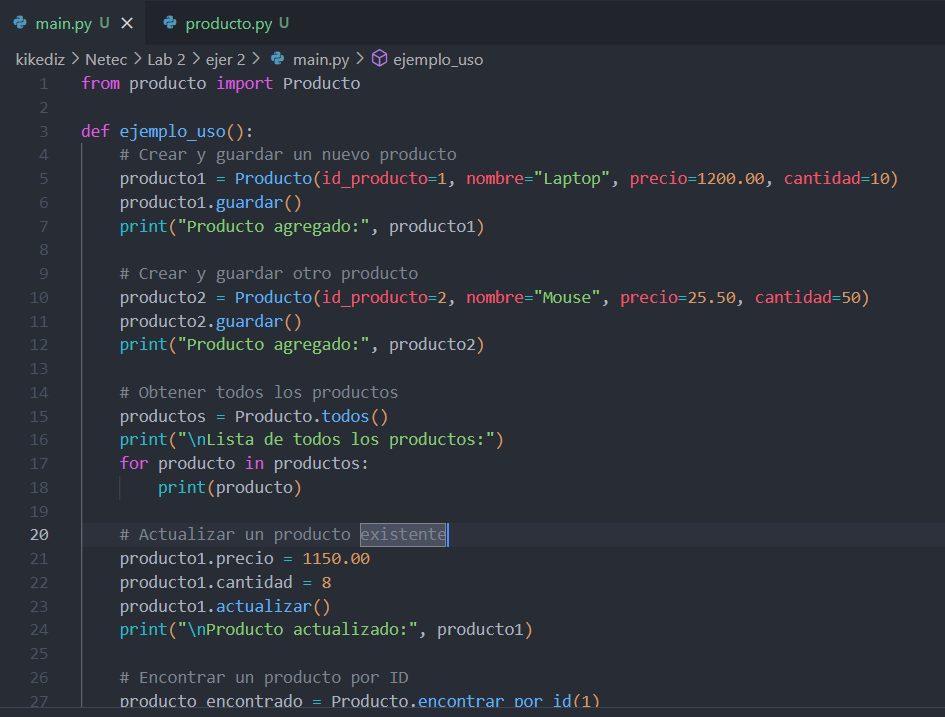 main.py U × producto.py U
kikediz > Netec > Lab 2 > ejer 2 > main.py > ejemplo_uso
1 from producto import Producto
2
3 def ejemplo_uso():
4     # Crear y guardar un nuevo producto
5     producto1 = Producto(id_producto=1, nombre="Laptop", precio=1200.00, cantidad=10)
6     producto1.guardar()
7     print("Producto agregado:", producto1)
8
9     # Crear y guardar otro producto
10     producto2 = Producto(id_producto=2, nombre="Mouse", precio=25.50, cantidad=50)
11     producto2.guardar()
12     print("Producto agregado:", producto2)
13
14     # Obtener todos los productos
15     productos = Producto.todos()
16     print("\nLista de todos los productos:")
17     for producto in productos:
18         print(producto)
19
20     # Actualizar un producto existente
21     producto1.precio = 1150.00
22     producto1.cantidad = 8
23     producto1.actualizar()
24     print("\nProducto actualizado:", producto1)
25
26     # Encontrar un producto por ID
27     producto_encontrado = Producto.encontrar_por_id(1)